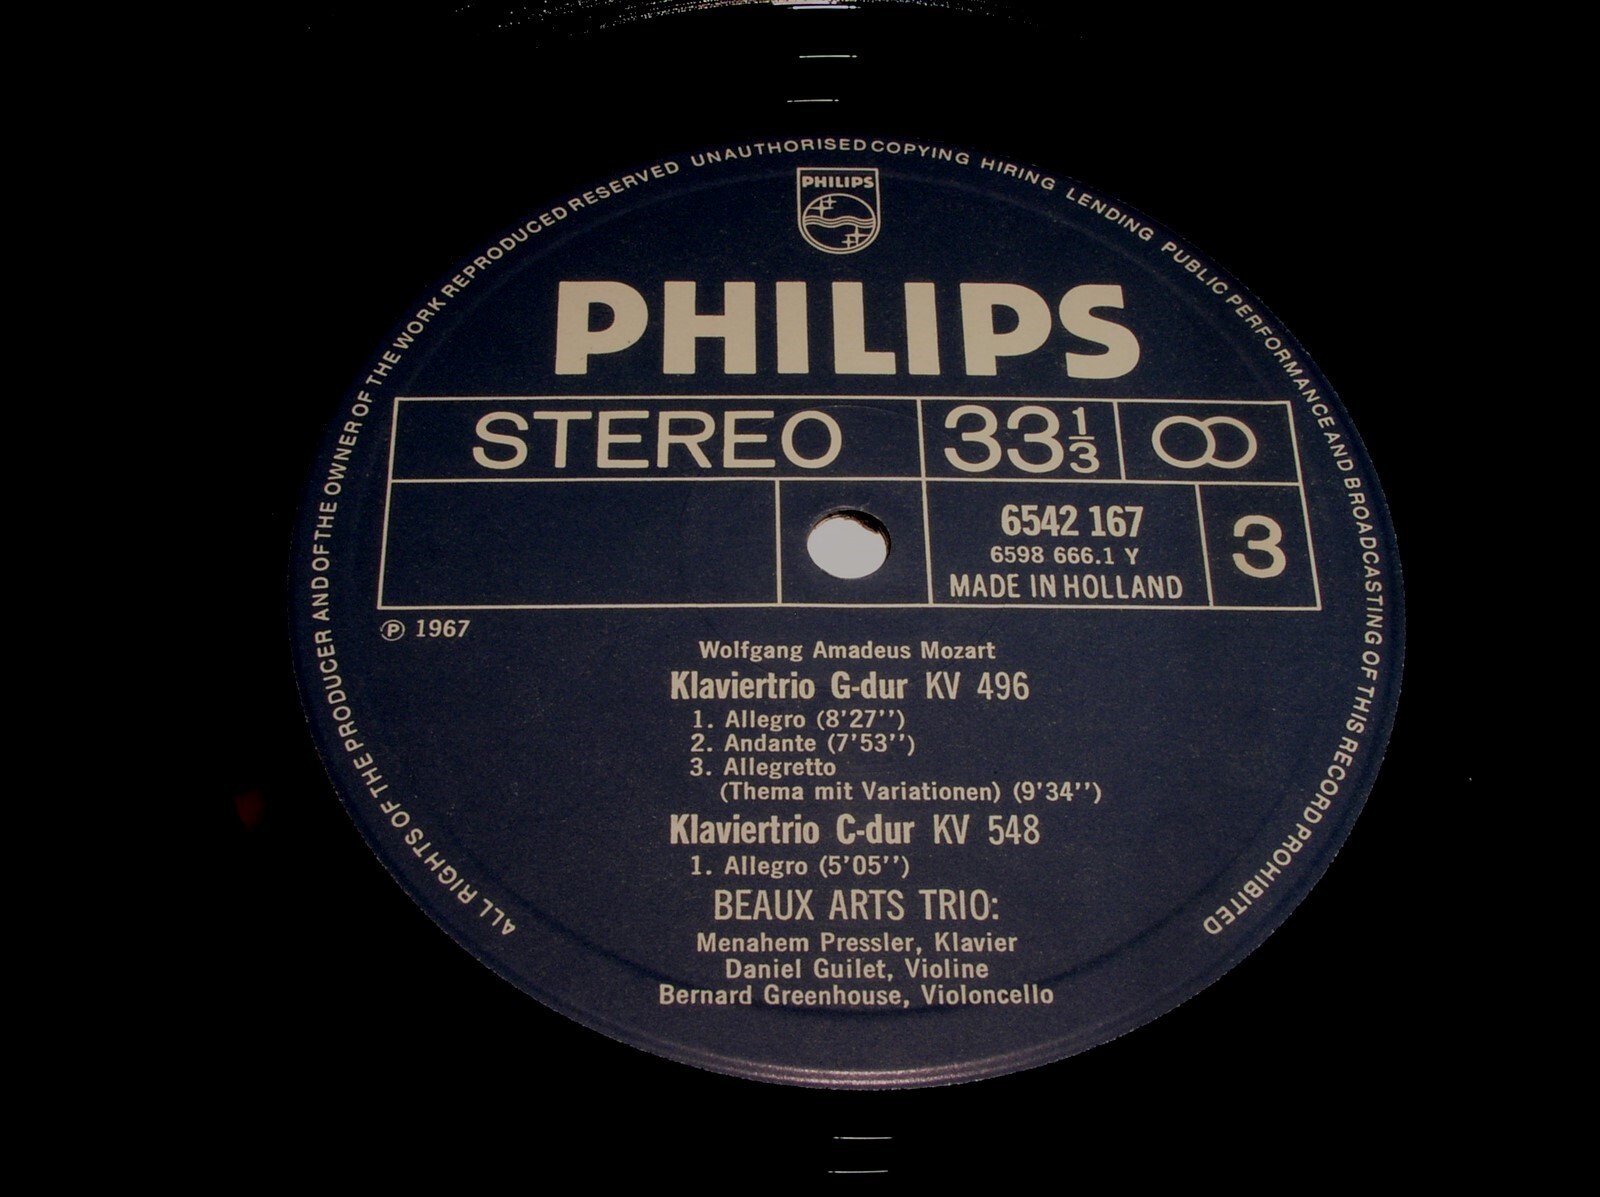 ALL RIGHTS OF THE PRODUCER AND OF THE OWNER OF THE WORK REPRODUCED RESERVED UNAUTHORISED COPYING HIRING LENDING PUBLIC PERFORMANCE AND BROADCASTING OF THIS RECORD PROHIBITED
PHILIPS
PHILIPS
STEREO 33 1/3
6542 167
6598 666.1 Y
MADE IN HOLLAND
3
Ⓟ 1967
Wolfgang Amadeus Mozart
Klaviertrio G-dur KV 496
1. Allegro (8'27'')
2. Andante (7'53'')
3. Allegretto
(Thema mit Variationen) (9'34'')
Klaviertrio C-dur KV 548
1. Allegro (5'05'')
BEAUX ARTS TRIO:
Menahem Pressler, Klavier
Daniel Guilet, Violine
Bernard Greenhouse, Violoncello